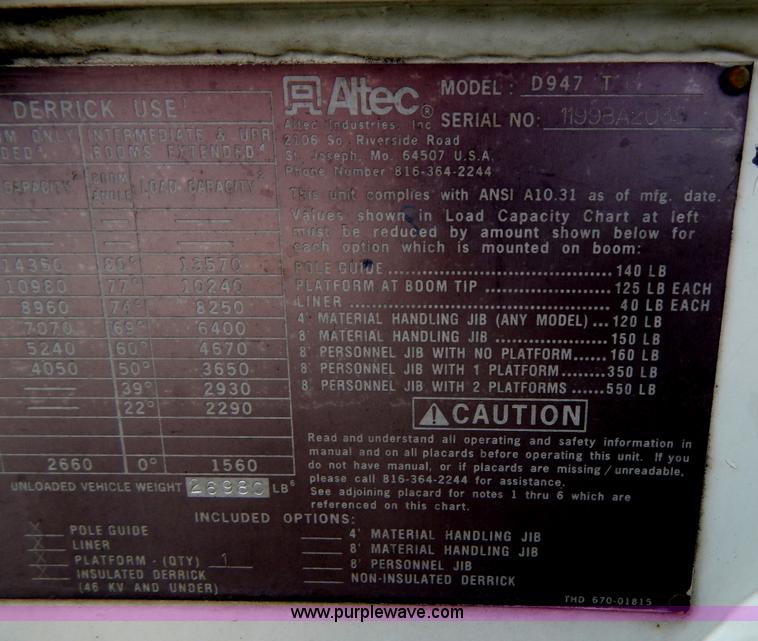 DERRICK USE¹
M ONLY INTERMEDIATE & UPR.
DED⁴ BOOMS EXTENDED⁴
CAPACITY² BOOM ANGLE LOAD CAPACITY²
14360 80° 13570
10980 77° 10240
8960 74° 8250
7070 69° 6400
5240 60° 4670
4050 50° 3650
39° 2930
22° 2290
2660 0° 1560
UNLOADED VEHICLE WEIGHT 26980 LB⁶
Altec®
Altec Industries, Inc.
2106 So. Riverside Road
St. Joseph, Mo. 64507 U.S.A.
Phone Number 816-364-2244
MODEL: D947 T
SERIAL NO:
This unit complies with ANSI A10.31 as of mfg. date.
Values shown in Load Capacity Chart at left
must be reduced by amount shown below for
each option which is mounted on boom:
POLE GUIDE 140 LB
PLATFORM AT BOOM TIP 125 LB EACH
LINER 40 LB EACH
4' MATERIAL HANDLING JIB (ANY MODEL) ... 120 LB
8' MATERIAL HANDLING JIB 150 LB
8' PERSONNEL JIB WITH NO PLATFORM 160 LB
8' PERSONNEL JIB WITH 1 PLATFORM 350 LB
8' PERSONNEL JIB WITH 2 PLATFORMS 550 LB
CAUTION
Read and understand all operating and safety information in
manual and on all placards before operating this unit. If you
do not have manual, or if placards are missing / unreadable,
please call 816-364-2244 for assistance.
See adjoining placard for notes 1 thru 6 which are
referenced on this chart.
INCLUDED OPTIONS:
X POLE GUIDE
X LINER
X PLATFORM - (QTY) 1
X INSULATED DERRICK
(46 KV AND UNDER)
4' MATERIAL HANDLING JIB
8' MATERIAL HANDLING JIB
8' PERSONNEL JIB
NON-INSULATED DERRICK
THD 670-01815
www.purplewave.com